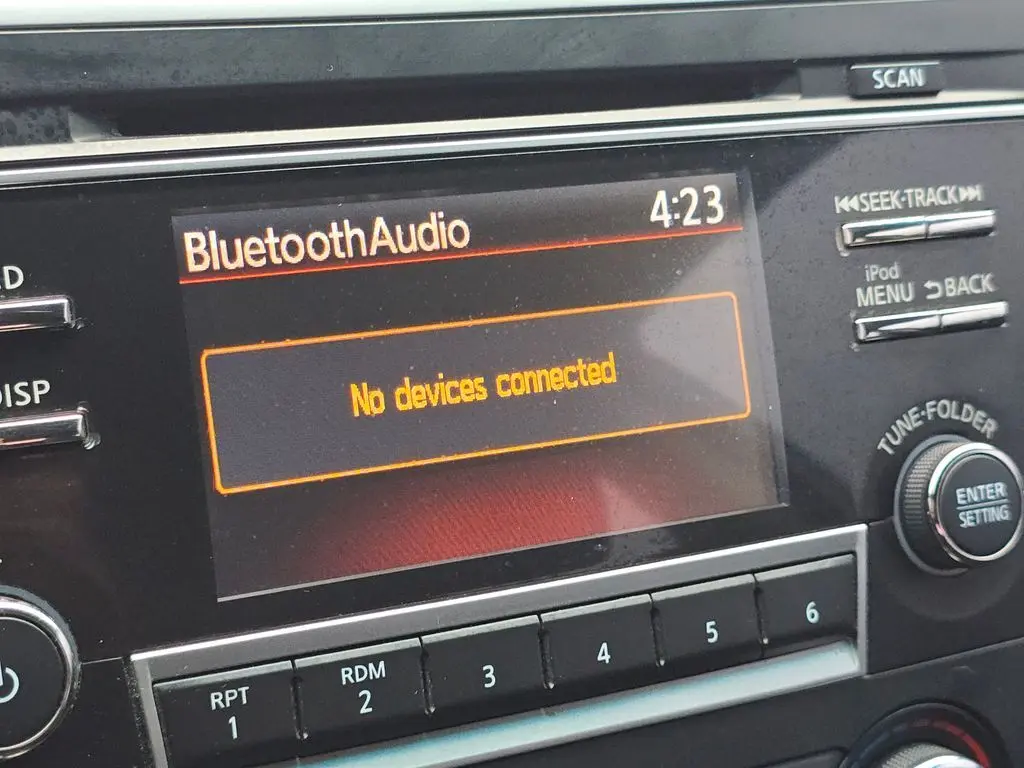 SCAN
BluetoothAudio 4:23
SEEK·TRACK
iPod
MENU BACK
DISP
No devices connected
TUNE·FOLDER
ENTER
SETTING
RPT
1
RDM
2
3
4
5
6